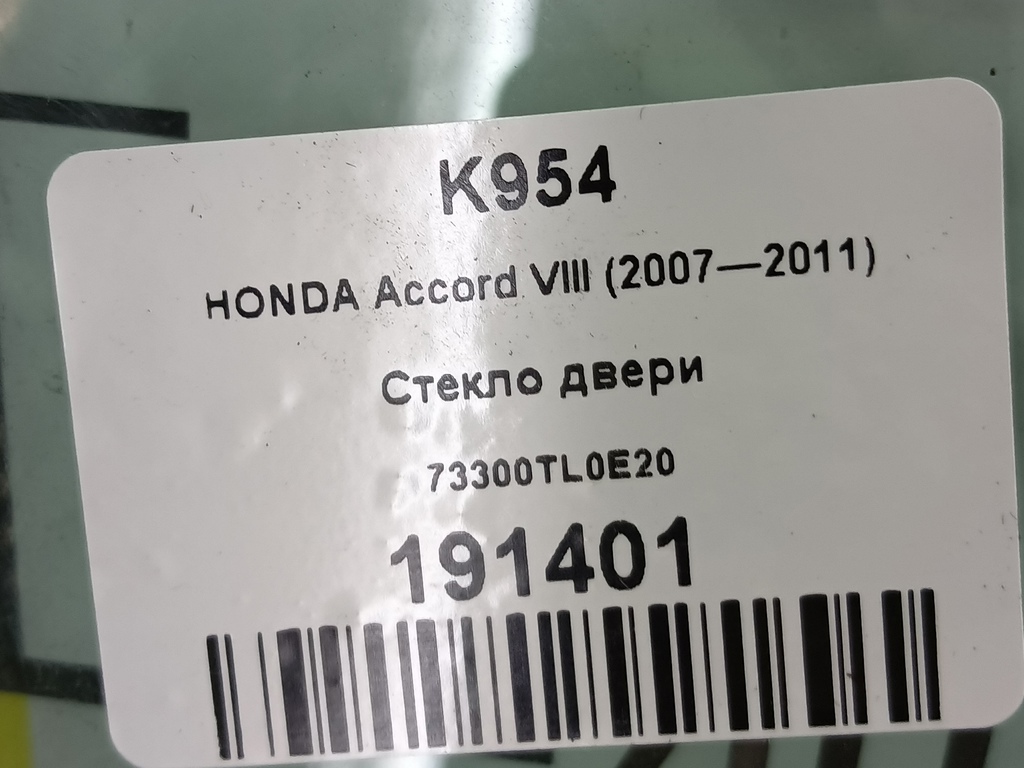 K954
HONDA Accord VIII (2007—2011)
Стекло двери
73300TL0E20
191401